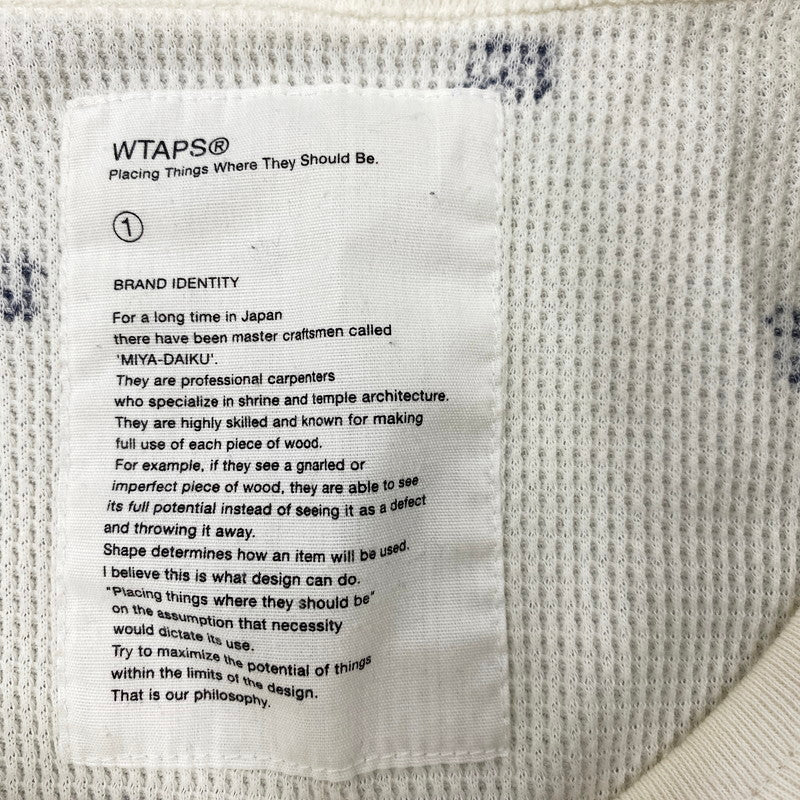 WTAPS®
Placing Things Where They Should Be.
①
BRAND IDENTITY
For a long time in Japan
there have been master craftsmen called
'MIYA-DAIKU'.
They are professional carpenters
who specialize in shrine and temple architecture.
They are highly skilled and known for making
full use of each piece of wood.
For example, if they see a gnarled or
imperfect piece of wood, they are able to see
its full potential instead of seeing it as a defect
and throwing it away.
Shape determines how an item will be used.
I believe this is what design can do.
"Placing things where they should be"
on the assumption that necessity
would dictate its use.
Try to maximize the potential of things
within the limits of the design.
That is our philosophy.